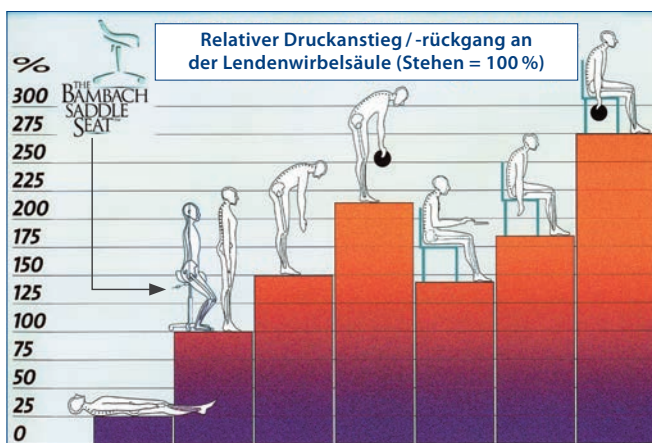 Relativer Druckanstieg / -rückgang an
der Lendenwirbelsäule (Stehen = 100 %)
%
THE
BAMBACH
SADDLE
SEAT
300
275
250
225
200
175
150
125
100
75
50
25
0